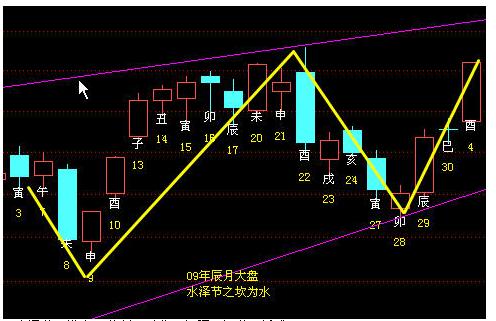 寅
3
午
7
未
8
申
9
酉
10
子
13
丑
14
寅
15
卯
16
辰
17
未
20
申
21
酉
22
戌
23
亥
24
寅
27
卯
28
辰
29
巳
30
酉
4
09年辰月大盘
水泽节之坎为水